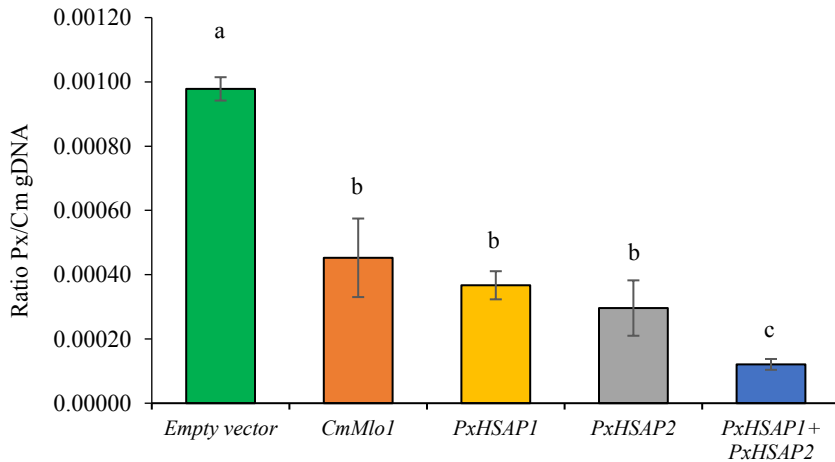 0.00120
a
0.00100
0.00080
b
0.00060
b
b
0.00040
c
0.00020
0.00000
Ratio Px/Cm gDNA
Empty vector CmMlo1 PxHSAP1 PxHSAP2 PxHSAP1+
PxHSAP2